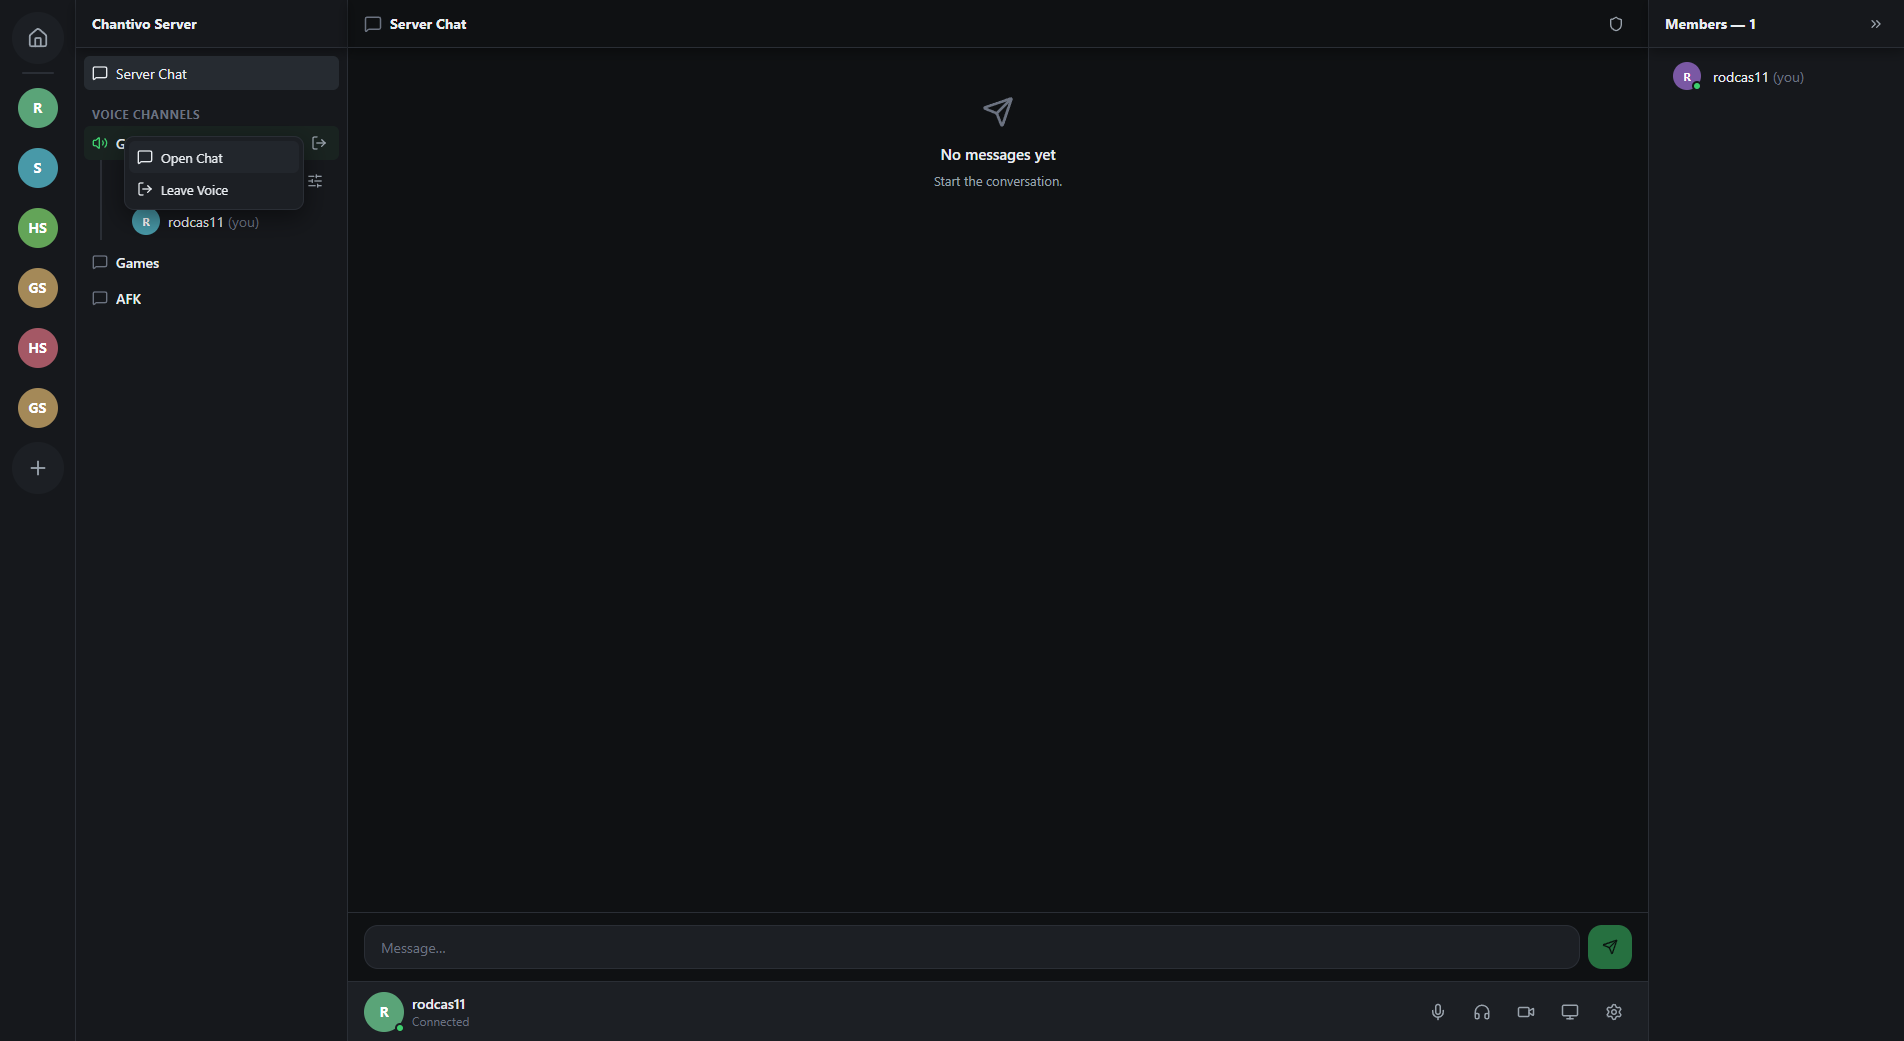 Chantivo Server
Server Chat
Members — 1
R
S
HS
GS
HS
GS
Server Chat
VOICE CHANNELS
G
Open Chat
Leave Voice
R
rodcas11 (you)
Games
AFK
No messages yet
Start the conversation.
R
rodcas11 (you)
Message...
R
rodcas11
Connected